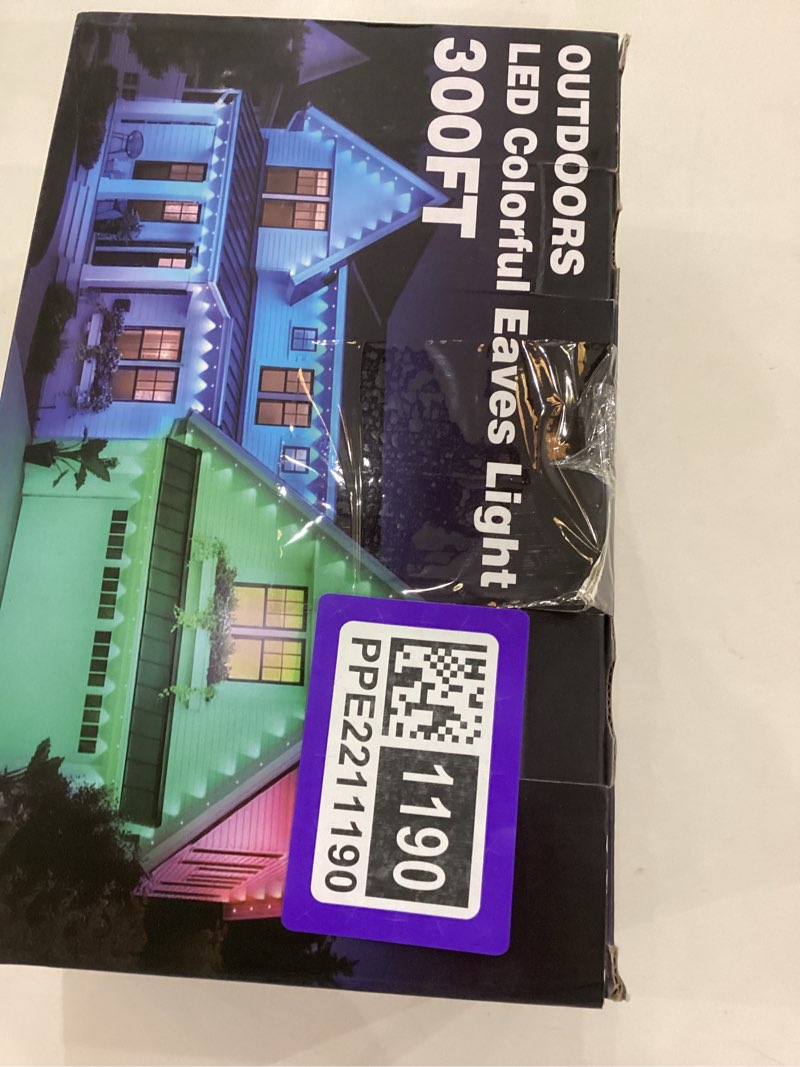 OUTDOORS
LED Colorful Eaves Light
300FT
1190
PPE2211190